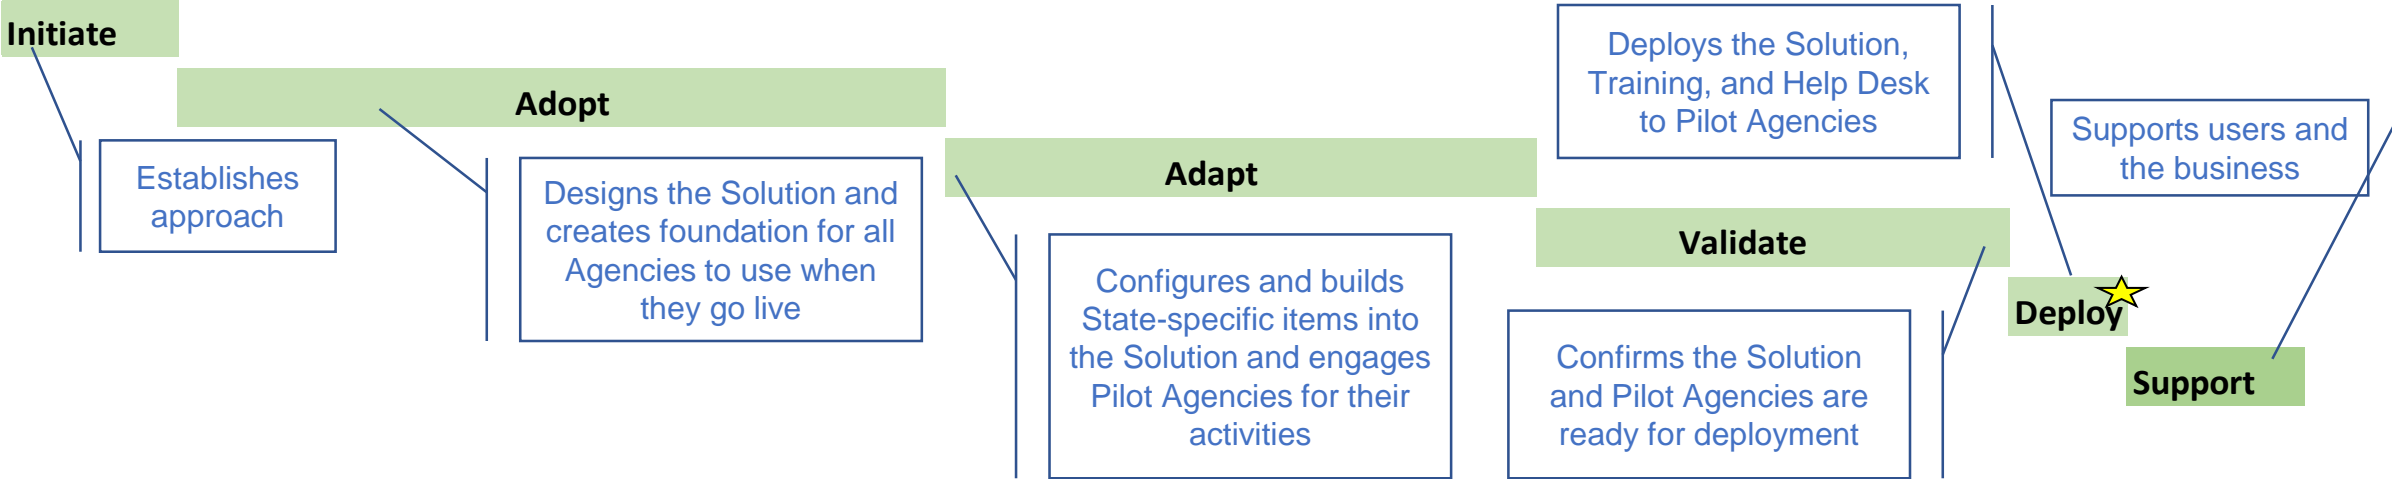 Initiate
Establishes
approach
Adopt
Designs the Solution and
creates foundation for all
Agencies to use when
they go live
Adapt
Configures and builds
State-specific items into
the Solution and engages
Pilot Agencies for their
activities
Validate
Confirms the Solution
and Pilot Agencies are
ready for deployment
Deploys the Solution,
Training, and Help Desk
to Pilot Agencies
Deploy
Supports users and
the business
Support